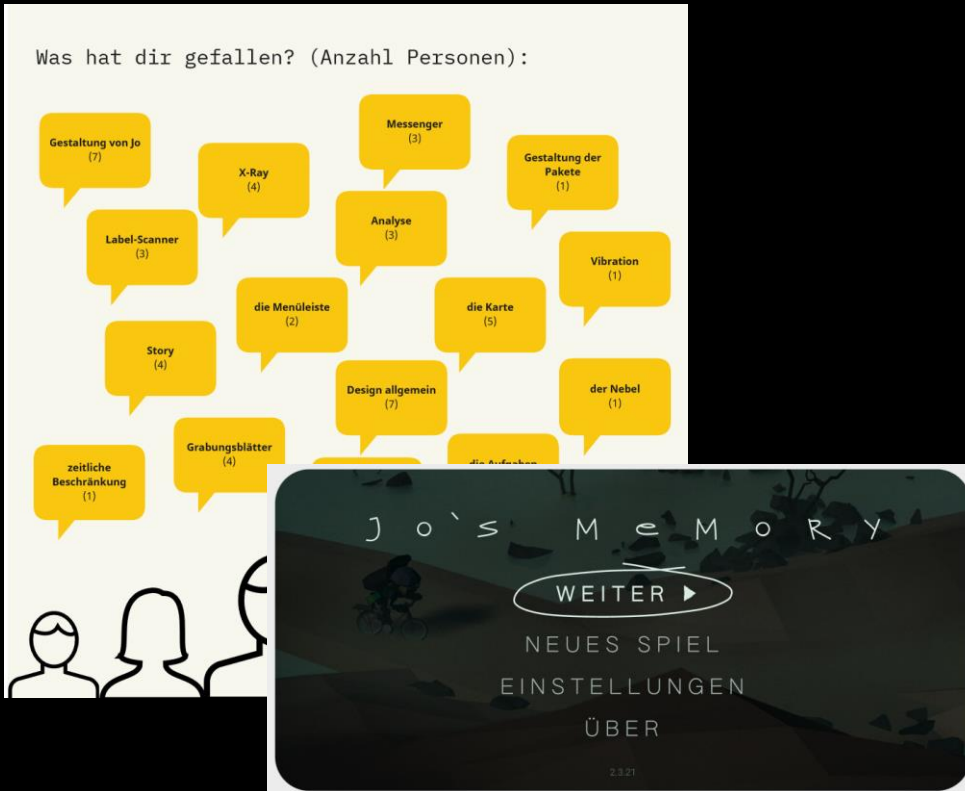 Was hat dir gefallen? (Anzahl Personen):
Messenger
(3)
Gestaltung von Jo
(7)
X-Ray
(4)
Gestaltung der
Pakete
(1)
Label-Scanner
(3)
Analyse
(3)
Vibration
(1)
die Menüleiste
(2)
die Karte
(5)
Story
(4)
Design allgemein
(7)
der Nebel
(1)
Grabungsblätter
(4)
zeitliche
Beschränkung
(1)
Jo`s MeMORY
WEITER
NEUES SPIEL
EINSTELLUNGEN
ÜBER
2.3.21